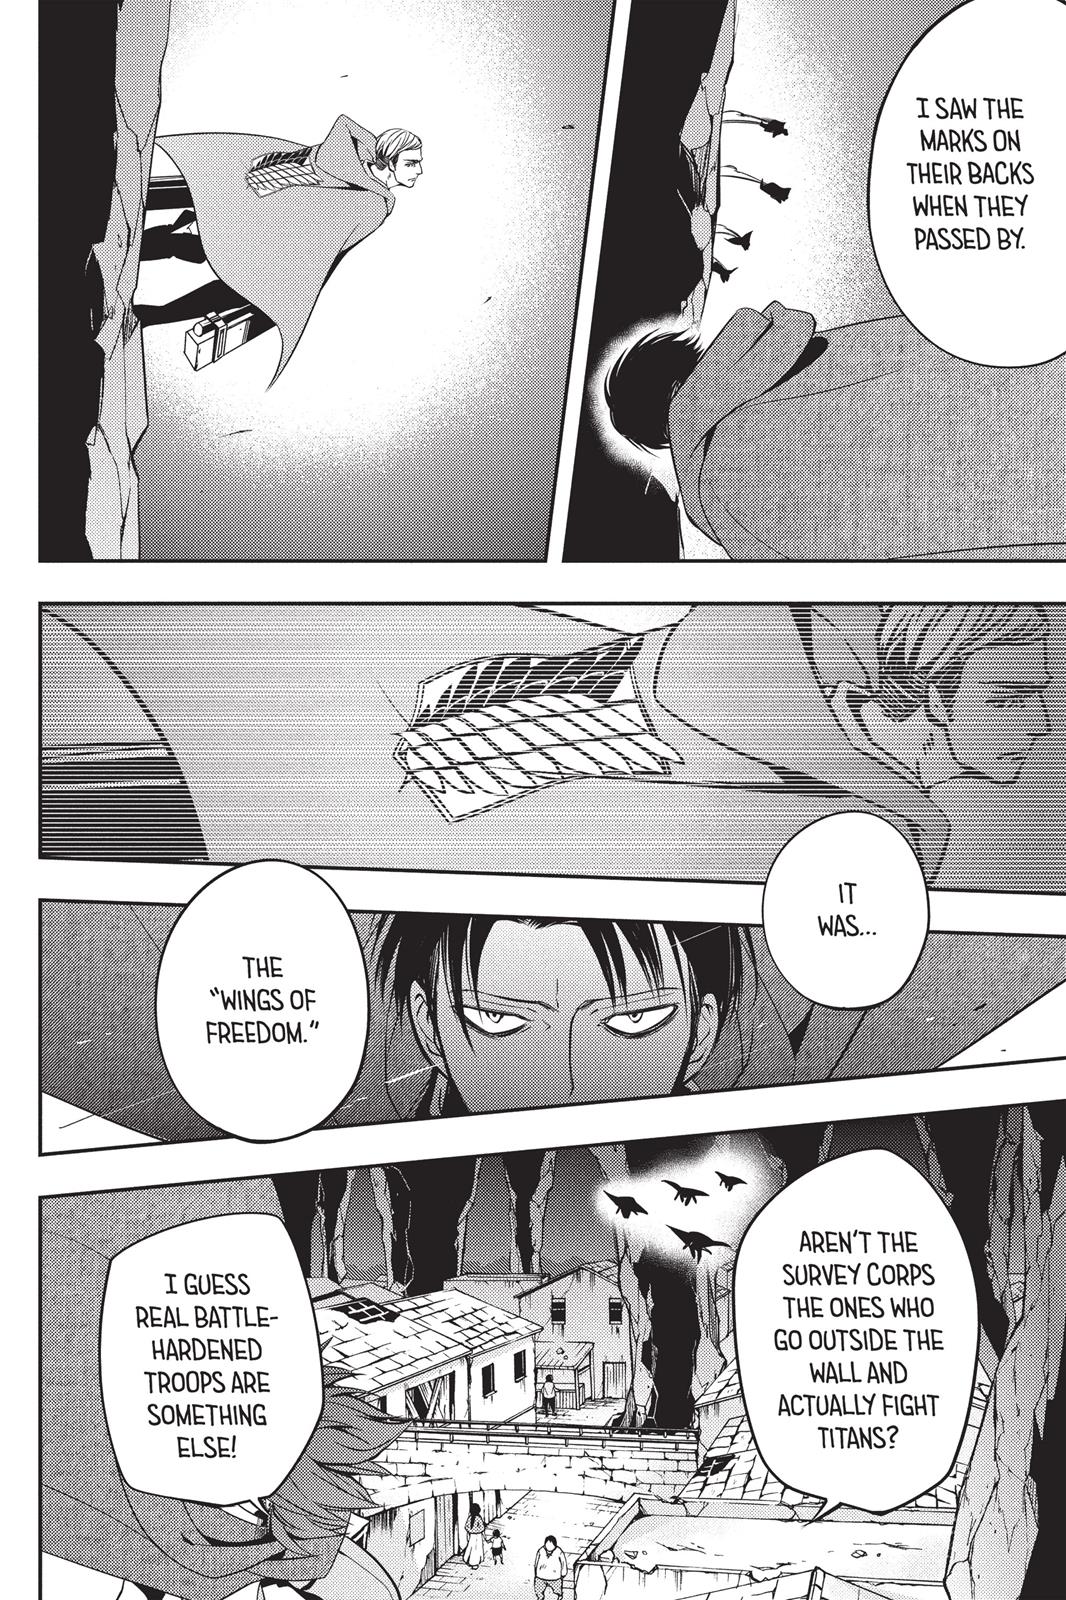 I SAW THE
MARKS ON
THEIR BACKS
WHEN THEY
PASSED BY.
IT
WAS...
THE
"WINGS OF
FREEDOM."
AREN'T THE
SURVEY CORPS
THE ONES WHO
GO OUTSIDE THE
WALL AND
ACTUALLY FIGHT
TITANS?
I GUESS
REAL BATTLE-
HARDENED
TROOPS ARE
SOMETHING
ELSE!